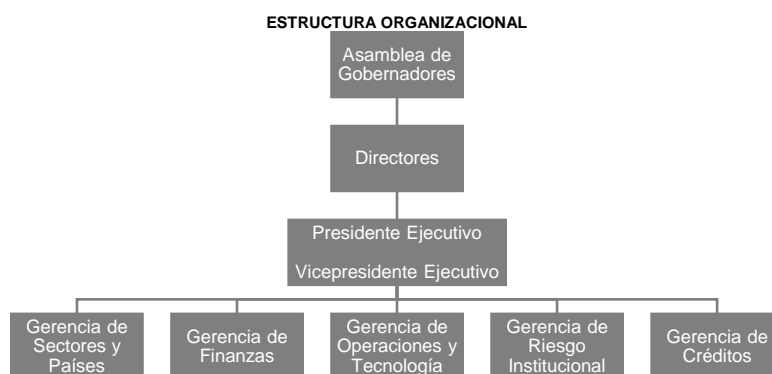 ESTRUCTURA ORGANIZACIONAL
Asamblea de
Gobernadores
Directores
Presidente Ejecutivo
Vicepresidente Ejecutivo
Gerencia de
Sectores y
Países
Gerencia de
Finanzas
Gerencia de
Operaciones y
Tecnología
Gerencia de
Riesgo
Institucional
Gerencia de
Créditos